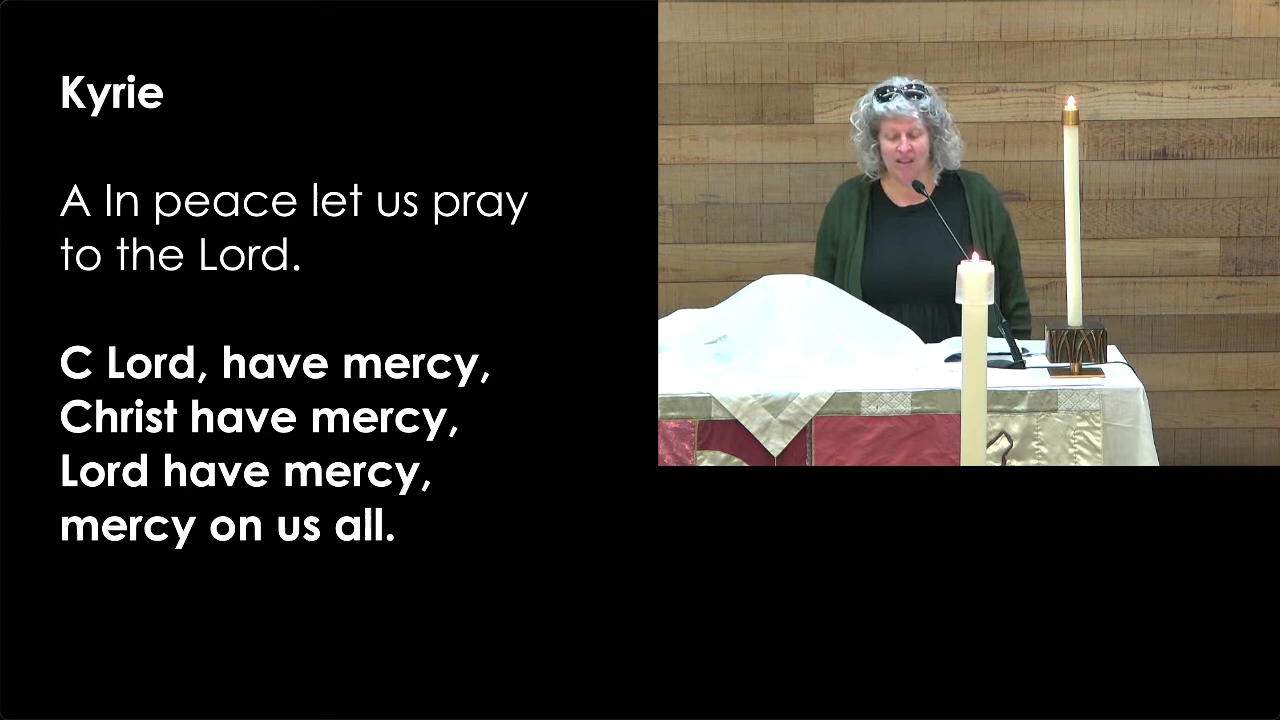 Kyrie
A In peace let us pray
to the Lord.
C Lord, have mercy,
Christ have mercy,
Lord have mercy,
mercy on us all.